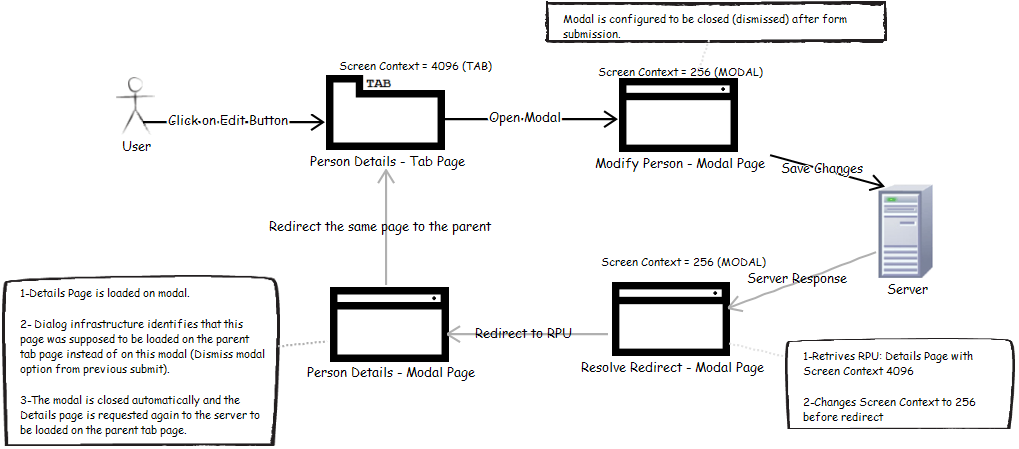 Modal is configured to be closed (dismissed) after form
submission.
Screen Context = 4096 (TAB)
Screen Context = 256 (MODAL)
TAB
Click on Edit Button
Open Modal
User
Person Details - Tab Page
Modify Person - Modal Page
Save Changes
Redirect the same page to the parent
Screen Context = 256 (MODAL)
Server Response
Server
1-Details Page is loaded on modal.
2- Dialog infrastructure identifies that this
page was supposed to be loaded on the parent
tab page instead of on this modal (Dismiss modal
option from previous submit).
3-The modal is closed automatically and the
Details page is requested again to the server to
be loaded on the parent tab page.
Redirect to RPU
Person Details - Modal Page
Resolve Redirect - Modal Page
1-Retrives RPU: Details Page with
Screen Context 4096
2-Changes Screen Context to 256
before redirect